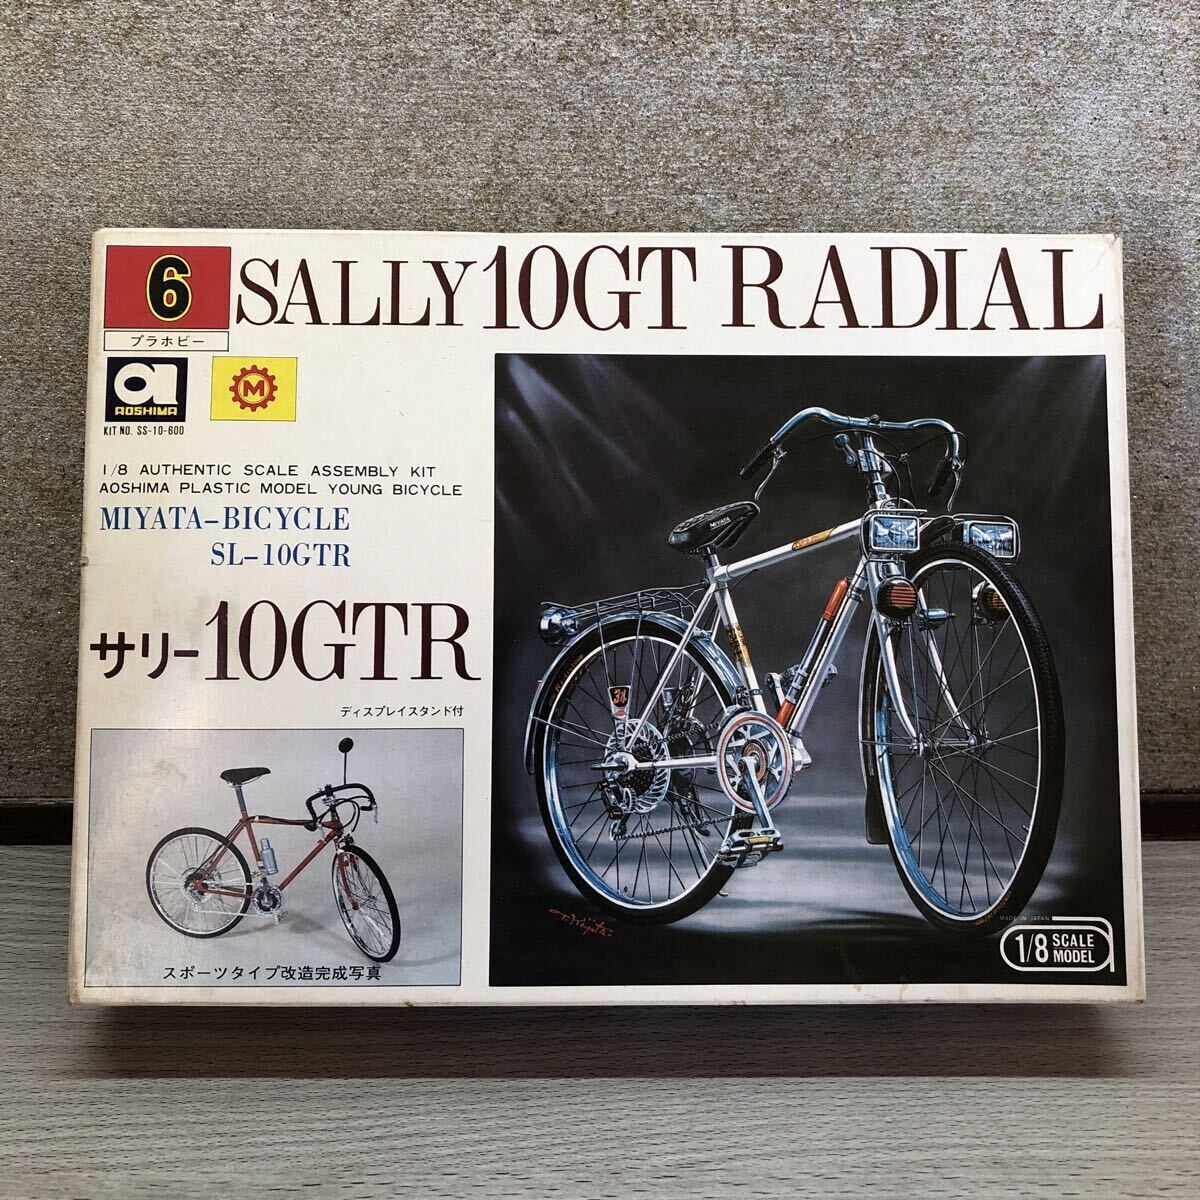 6
プラホビー
SALLY 10GT RADIAL
AOSHIMA
M
KIT NO. SS-10-600
1/8 AUTHENTIC SCALE ASSEMBLY KIT
AOSHIMA PLASTIC MODEL YOUNG BICYCLE
MIYATA-BICYCLE
SL-10GTR
サリー10GTR
ディスプレイスタンド付
スポーツタイプ改造完成写真
MIYATA
MADE IN JAPAN
1/8 SCALE MODEL